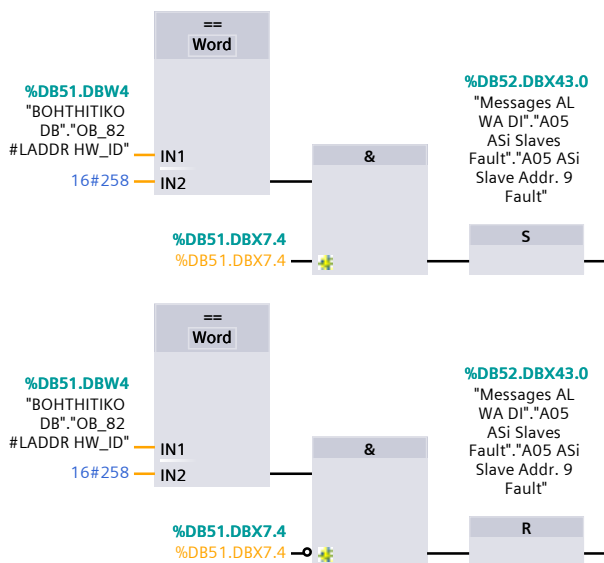 ==
Word
%DB51.DBW4
"BOHTHITIKO
DB"."OB_82
#LADDR HW_ID"
IN1
16#258
IN2
&
%DB51.DBX7.4
%DB51.DBX7.4
%DB52.DBX43.0
"Messages AL
WA DI"."A05
ASi Slaves
Fault"."A05 ASi
Slave Addr. 9
Fault"
S
==
Word
%DB51.DBW4
"BOHTHITIKO
DB"."OB_82
#LADDR HW_ID"
IN1
16#258
IN2
&
%DB51.DBX7.4
%DB51.DBX7.4
%DB52.DBX43.0
"Messages AL
WA DI"."A05
ASi Slaves
Fault"."A05 ASi
Slave Addr. 9
Fault"
R